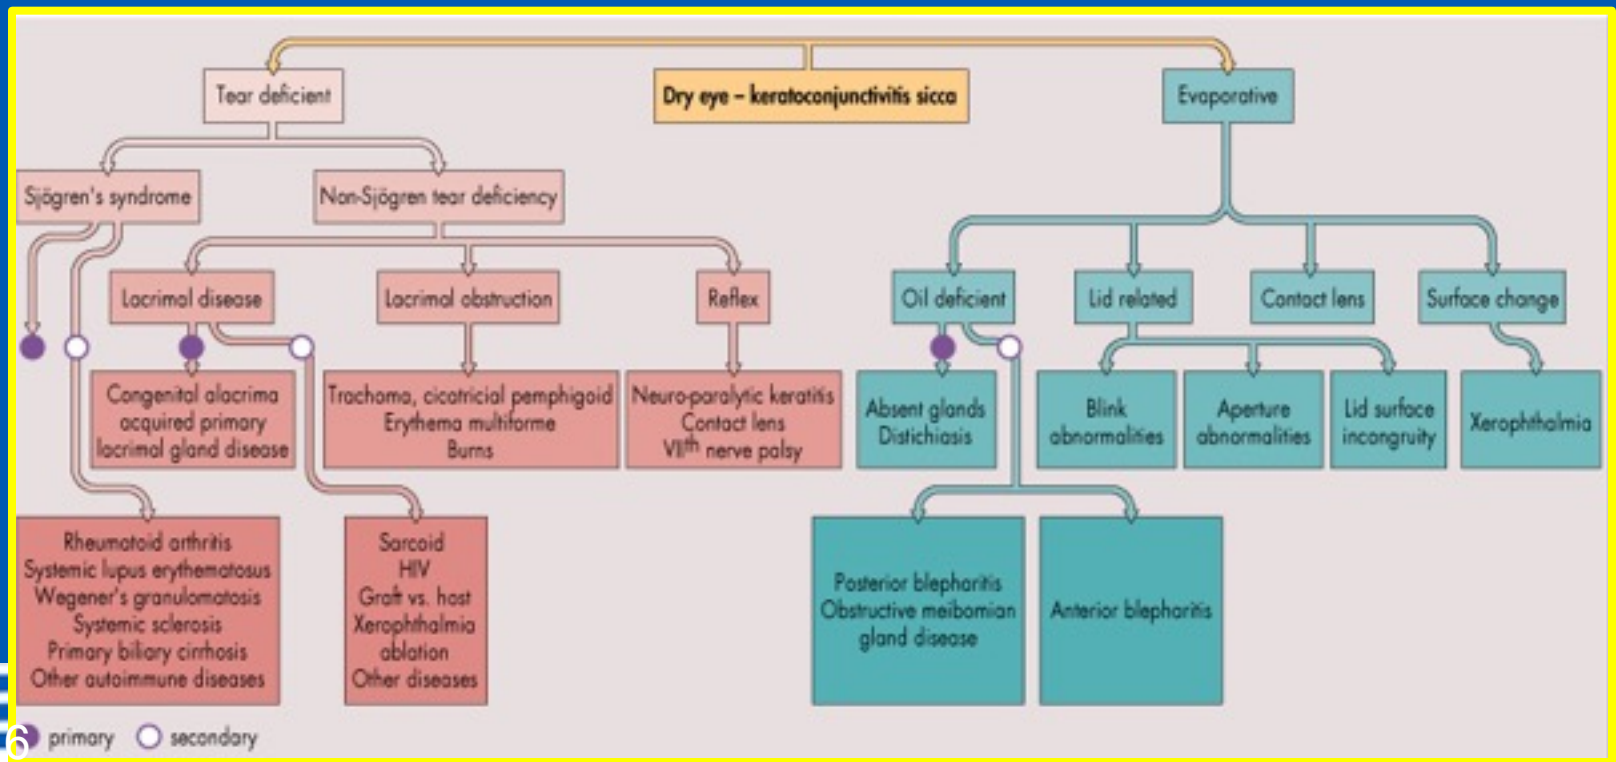 Dry eye – keratoconjunctivitis sicca
Tear deficient
Evaporative
Sjögren's syndrome
Non-Sjögren tear deficiency
Lacrimal disease
Lacrimal obstruction
Reflex
Oil deficient
Lid related
Contact lens
Surface change
Congenital alacrima
acquired primary
lacrimal gland disease
Trachoma, cicatricial pemphigoid
Erythema multiforme
Burns
Neuro-paralytic keratitis
Contact lens
VIIth nerve palsy
Absent glands
Distichiasis
Blink
abnormalities
Aperture
abnormalities
Lid surface
incongruity
Xerophthalmia
Rheumatoid arthritis
Systemic lupus erythematosus
Wegener's granulomatosis
Systemic sclerosis
Primary biliary cirrhosis
Other autoimmune diseases
Sarcoid
HIV
Graft vs. host
Xerophthalmia
ablation
Other diseases
Posterior blepharitis
Obstructive meibomian
gland disease
Anterior blepharitis
primary
secondary
6